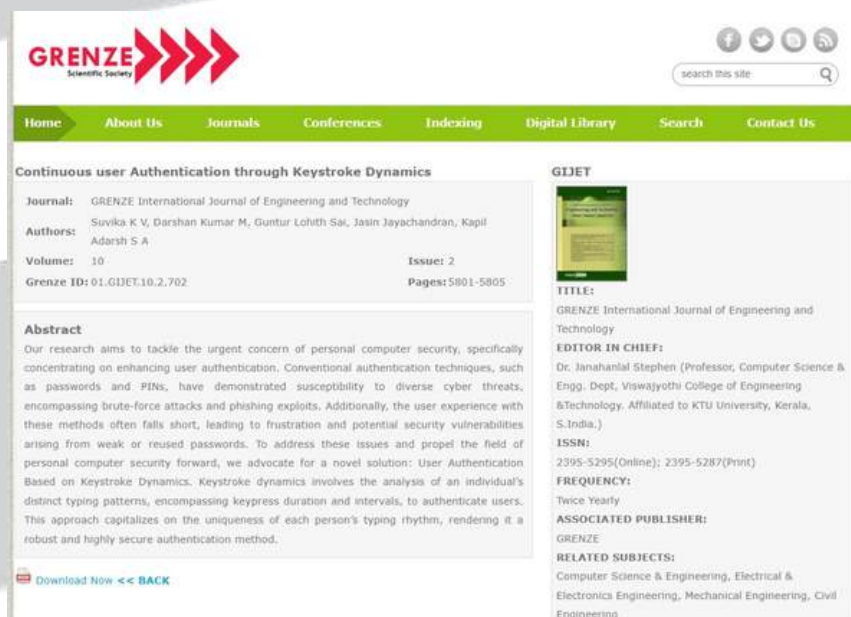 GRENZE
Scientific Society
search this site
Home About Us Journals Conferences Indexing Digital Library Search Contact Us
Continuous user Authentication through Keystroke Dynamics
Journal: GRENZE International Journal of Engineering and Technology
Authors: Suvika K V, Darshan Kumar M, Guntur Lohith Sai, Jasin Jayachandran, Kapil
Adarsh S A
Volume: 10 Issue: 2
Grenze ID: 01.GIJET.10.2.702 Pages: 5801-5805
Abstract
Our research aims to tackle the urgent concern of personal computer security, specifically
concentrating on enhancing user authentication. Conventional authentication techniques, such
as passwords and PINs, have demonstrated susceptibility to diverse cyber threats,
encompassing brute-force attacks and phishing exploits. Additionally, the user experience with
these methods often falls short, leading to frustration and potential security vulnerabilities
arising from weak or reused passwords. To address these issues and propel the field of
personal computer security forward, we advocate for a novel solution: User Authentication
Based on Keystroke Dynamics. Keystroke dynamics involves the analysis of an individual's
distinct typing patterns, encompassing keypress duration and intervals, to authenticate users.
This approach capitalizes on the uniqueness of each person's typing rhythm, rendering it a
robust and highly secure authentication method.
Download Now << BACK
GIJET
TITLE:
GRENZE International Journal of Engineering and
Technology
EDITOR IN CHIEF:
Dr. Janahanlal Stephen (Professor, Computer Science &
Engg. Dept, Viswajyothi College of Engineering
&Technology. Affiliated to KTU University, Kerala,
S.India.)
ISSN:
2395-5295(Online); 2395-5287(Print)
FREQUENCY:
Twice Yearly
ASSOCIATED PUBLISHER:
GRENZE
RELATED SUBJECTS:
Computer Science & Engineering, Electrical &
Electronics Engineering, Mechanical Engineering, Civil
Engineering